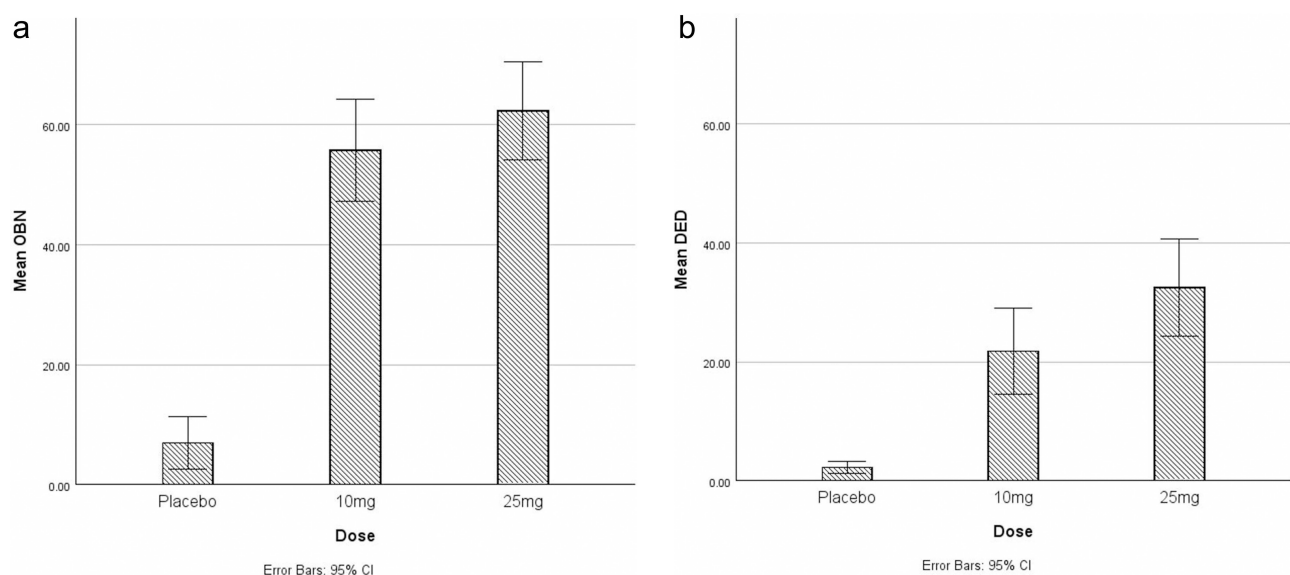 a
60.00
40.00
20.00
0.00
Mean OBN
Placebo 10mg 25mg
Dose
Error Bars: 95% CI
b
60.00
40.00
20.00
0.00
Mean DED
Placebo 10mg 25mg
Dose
Error Bars: 95% CI